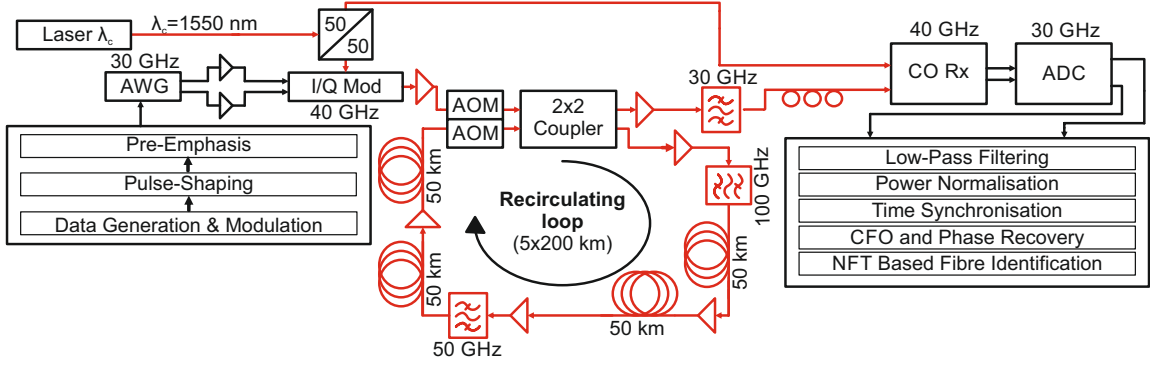 Laser λc
λc=1550 nm
50
50
30 GHz
AWG
I/Q Mod
40 GHz
Pre-Emphasis
Pulse-Shaping
Data Generation & Modulation
AOM
AOM
2x2
Coupler
30 GHz
100 GHz
50 km
50 km
50 km
50 km
50 GHz
Recirculating
loop
(5x200 km)
40 GHz
CO Rx
30 GHz
ADC
Low-Pass Filtering
Power Normalisation
Time Synchronisation
CFO and Phase Recovery
NFT Based Fibre Identification